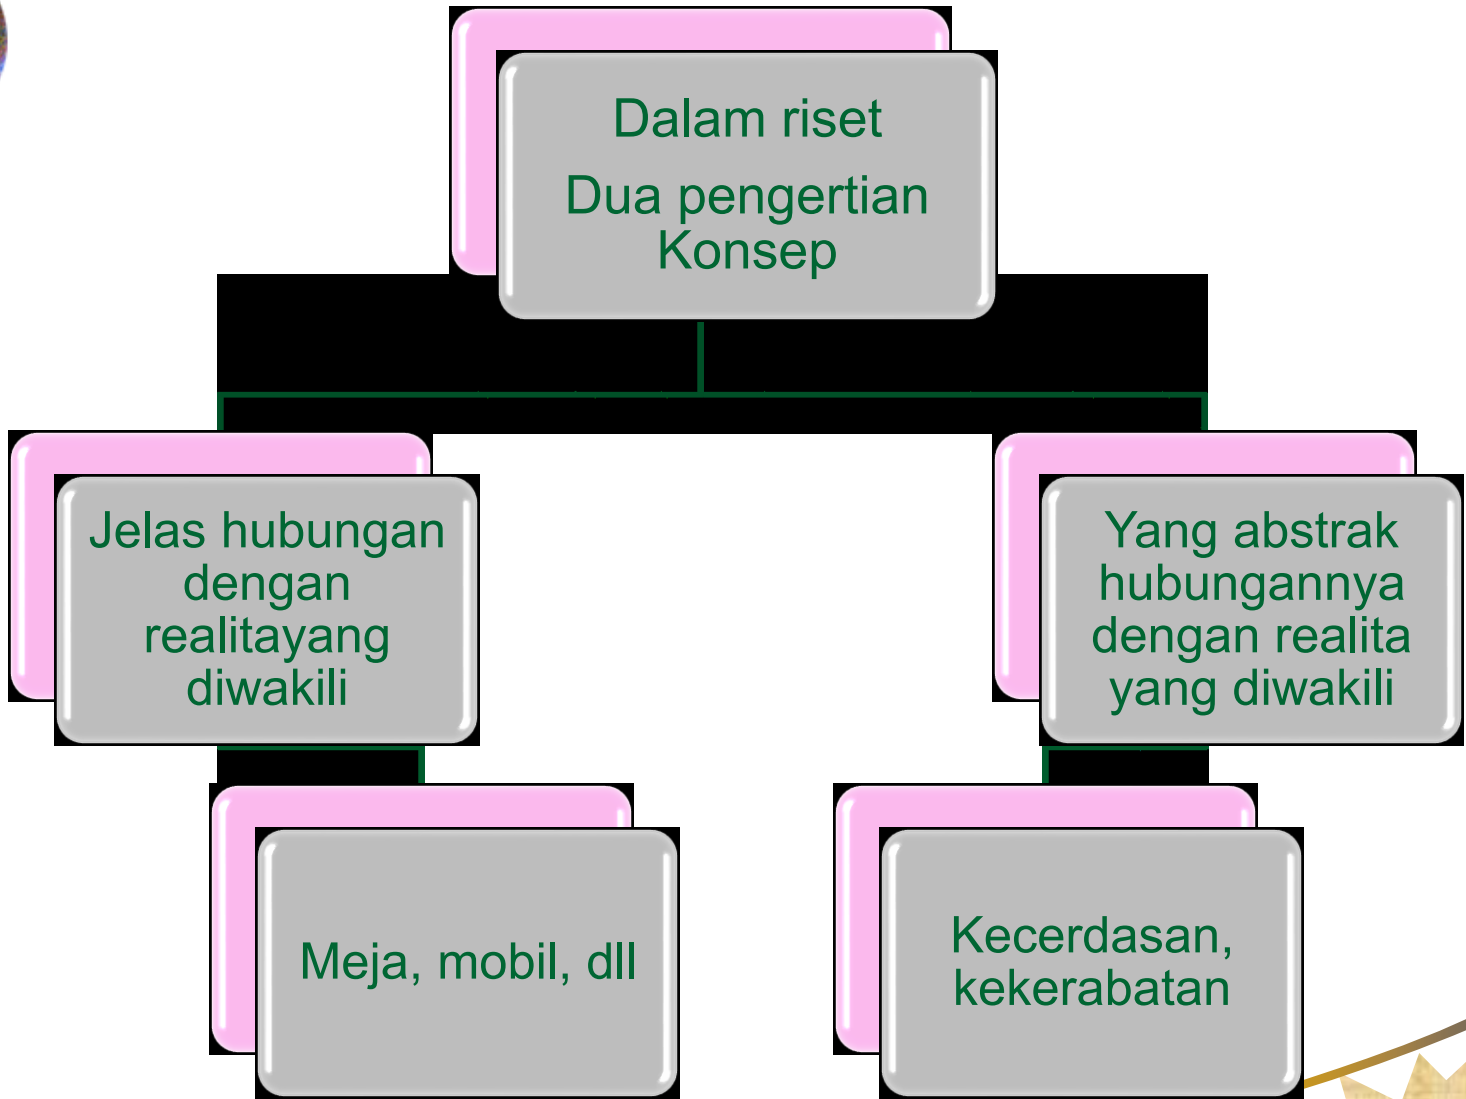 Dalam riset
Dua pengertian
Konsep
Jelas hubungan
dengan
realitayang
diwakili
Yang abstrak
hubungannya
dengan realita
yang diwakili
Meja, mobil, dll
Kecerdasan,
kekerabatan